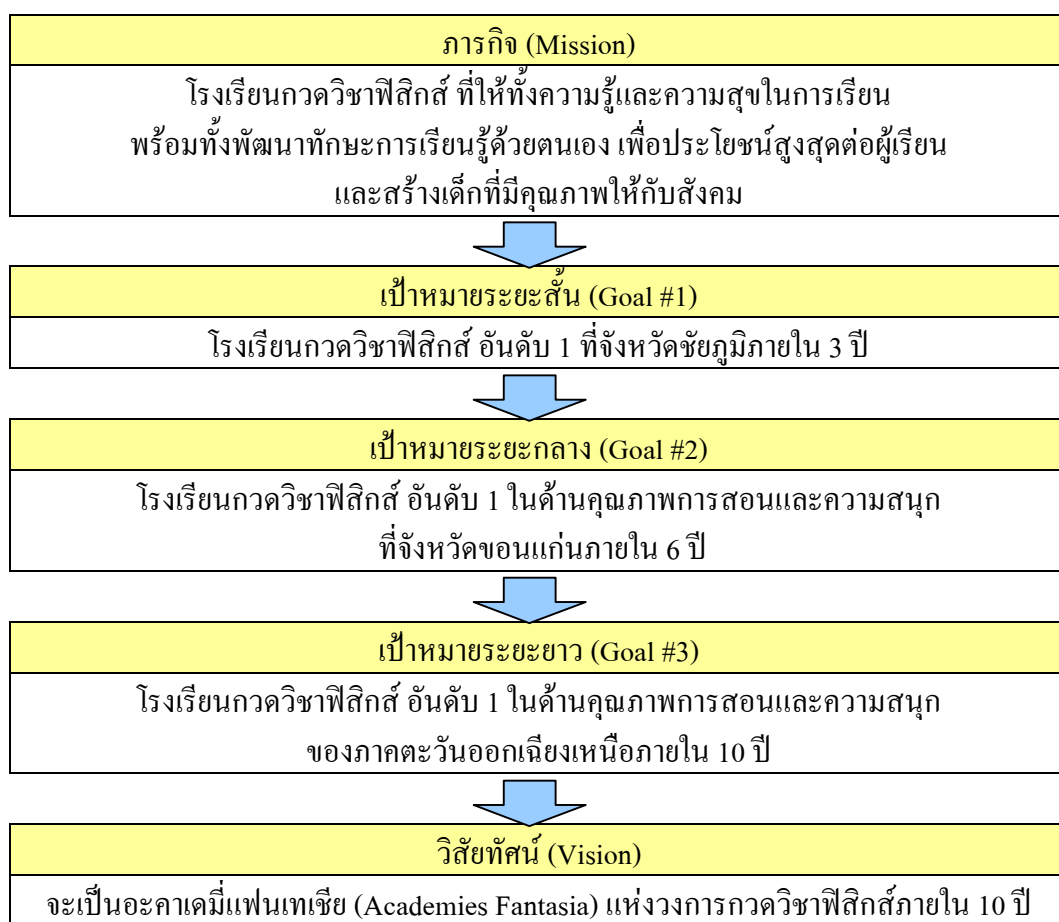 ภารกิจ (Mission)
โรงเรียนกวดวิชาฟิสิกส์ ที่ให้ทั้งความรู้และความสุขในการเรียน
พร้อมทั้งพัฒนาทักษะการเรียนรู้ด้วยตนเอง เพื่อประโยชน์สูงสุดต่อผู้เรียน
และสร้างเด็กที่มีคุณภาพให้กับสังคม
เป้าหมายระยะสั้น (Goal #1)
โรงเรียนกวดวิชาฟิสิกส์ อันดับ 1 ที่จังหวัดชัยภูมิภายใน 3 ปี
เป้าหมายระยะกลาง (Goal #2)
โรงเรียนกวดวิชาฟิสิกส์ อันดับ 1 ในด้านคุณภาพการสอนและความสนุก
ที่จังหวัดขอนแก่นภายใน 6 ปี
เป้าหมายระยะยาว (Goal #3)
โรงเรียนกวดวิชาฟิสิกส์ อันดับ 1 ในด้านคุณภาพการสอนและความสนุก
ของภาคตะวันออกเฉียงเหนือภายใน 10 ปี
วิสัยทัศน์ (Vision)
จะเป็นอะคาเดมี่แฟนเทเชีย (Academies Fantasia) แห่งวงการกวดวิชาฟิสิกส์ภายใน 10 ปี